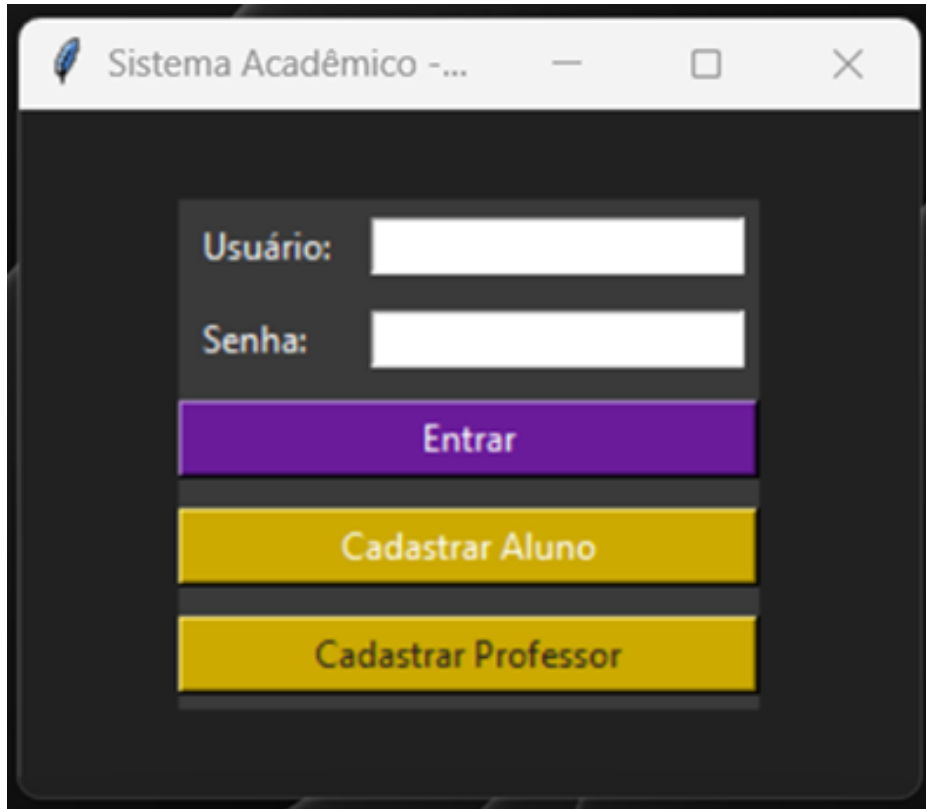 Sistema Acadêmico -...
Usuário:
Senha:
Entrar
Cadastrar Aluno
Cadastrar Professor